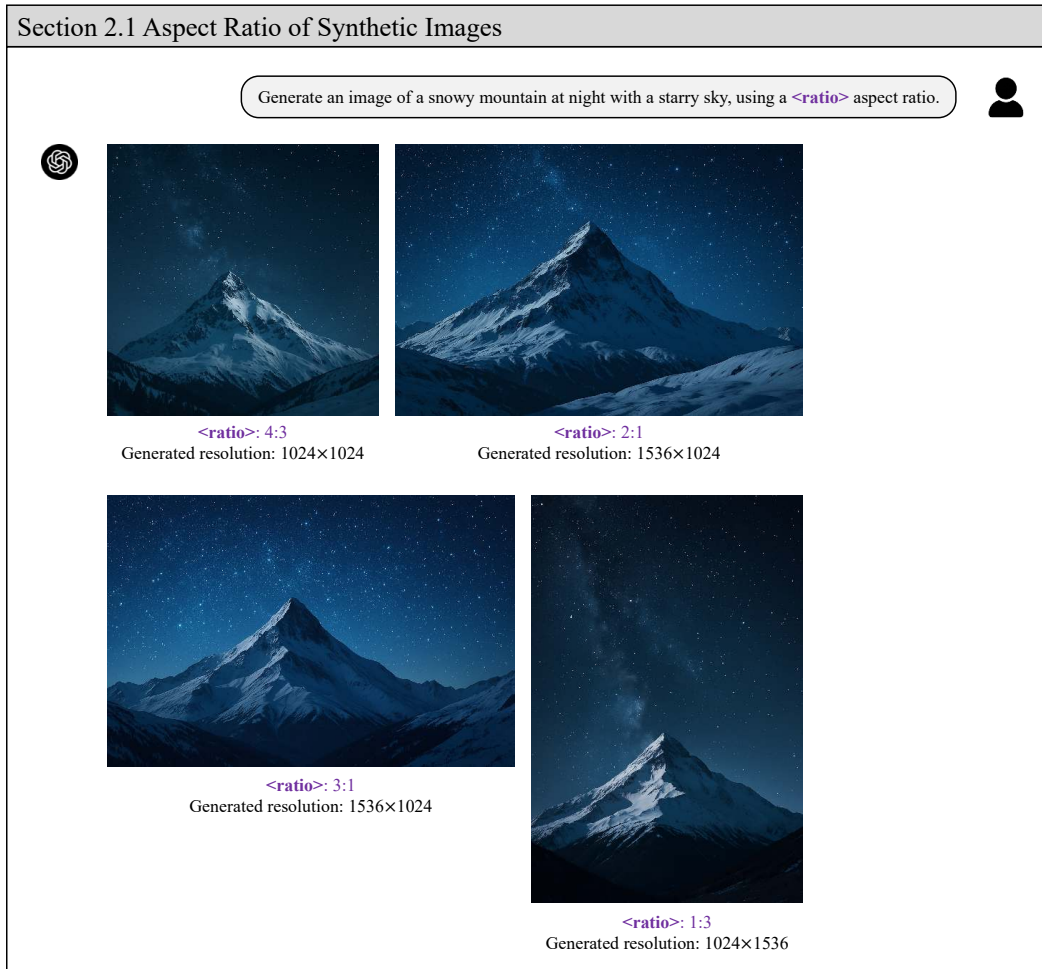 Section 2.1 Aspect Ratio of Synthetic Images
Generate an image of a snowy mountain at night with a starry sky, using a <ratio> aspect ratio.
<ratio>: 4:3
Generated resolution: 1024×1024
<ratio>: 2:1
Generated resolution: 1536×1024
<ratio>: 3:1
Generated resolution: 1536×1024
<ratio>: 1:3
Generated resolution: 1024×1536